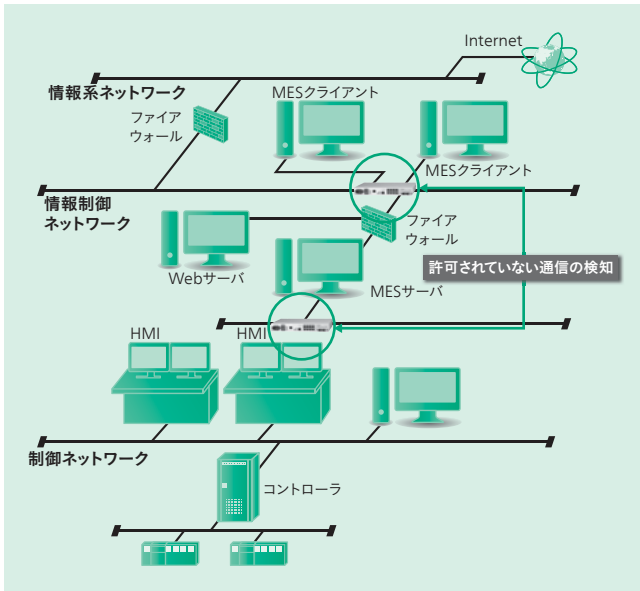 Internet
情報系ネットワーク
MESクライアント
ファイア
ウォール
MESクライアント
情報制御
ネットワーク
ファイア
ウォール
Webサーバ
許可されていない通信の検知
MESサーバ
HMI
HMI
制御ネットワーク
コントローラ